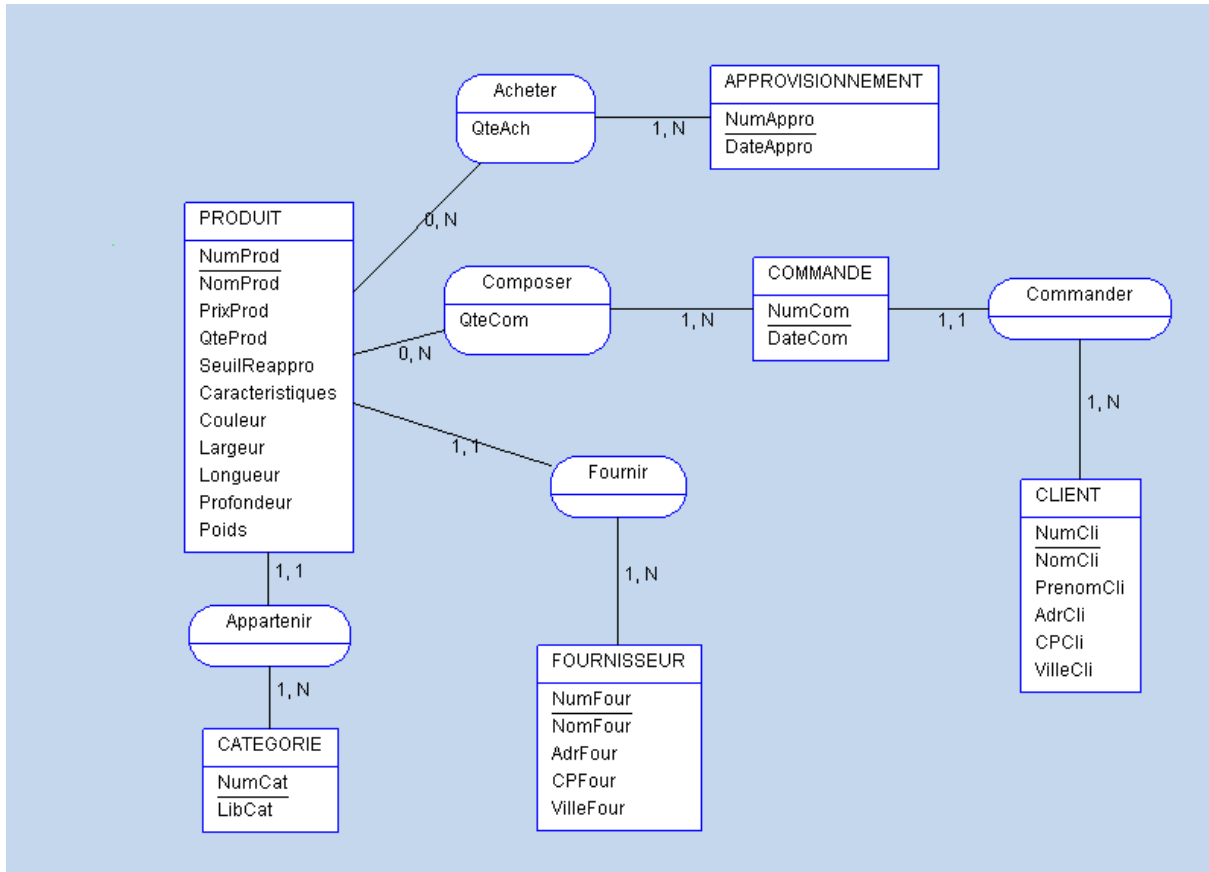 Acheter
QteAch
1, N
APPROVISIONNEMENT
NumAppro
DateAppro
0, N
PRODUIT
NumProd
NomProd
PrixProd
QteProd
SeuilReappro
Caracteristiques
Couleur
Largeur
Longueur
Profondeur
Poids
Composer
QteCom
0, N
1, N
COMMANDE
NumCom
DateCom
1, 1
Commander
1, N
CLIENT
NumCli
NomCli
PrenomCli
AdrCli
CPCli
VilleCli
1, 1
Fournir
1, N
FOURNISSEUR
NumFour
NomFour
AdrFour
CPFour
VilleFour
1, 1
Appartenir
1, N
CATEGORIE
NumCat
LibCat